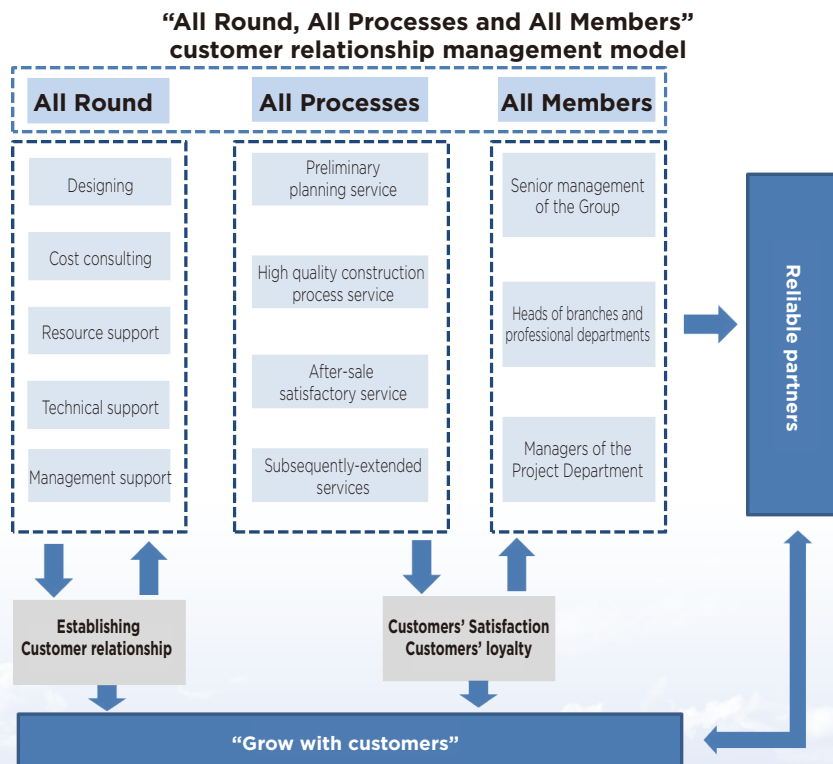 “All Round, All Processes and All Members”
customer relationship management model
All Round
All Processes
All Members
Designing
Cost consulting
Resource support
Technical support
Management support
Preliminary
planning service
High quality construction
process service
After-sale
satisfactory service
Subsequently-extended
services
Senior management
of the Group
Heads of branches and
professional departments
Managers of the
Project Department
Reliable partners
Establishing
Customer relationship
Customers’ Satisfaction
Customers’ loyalty
“Grow with customers”